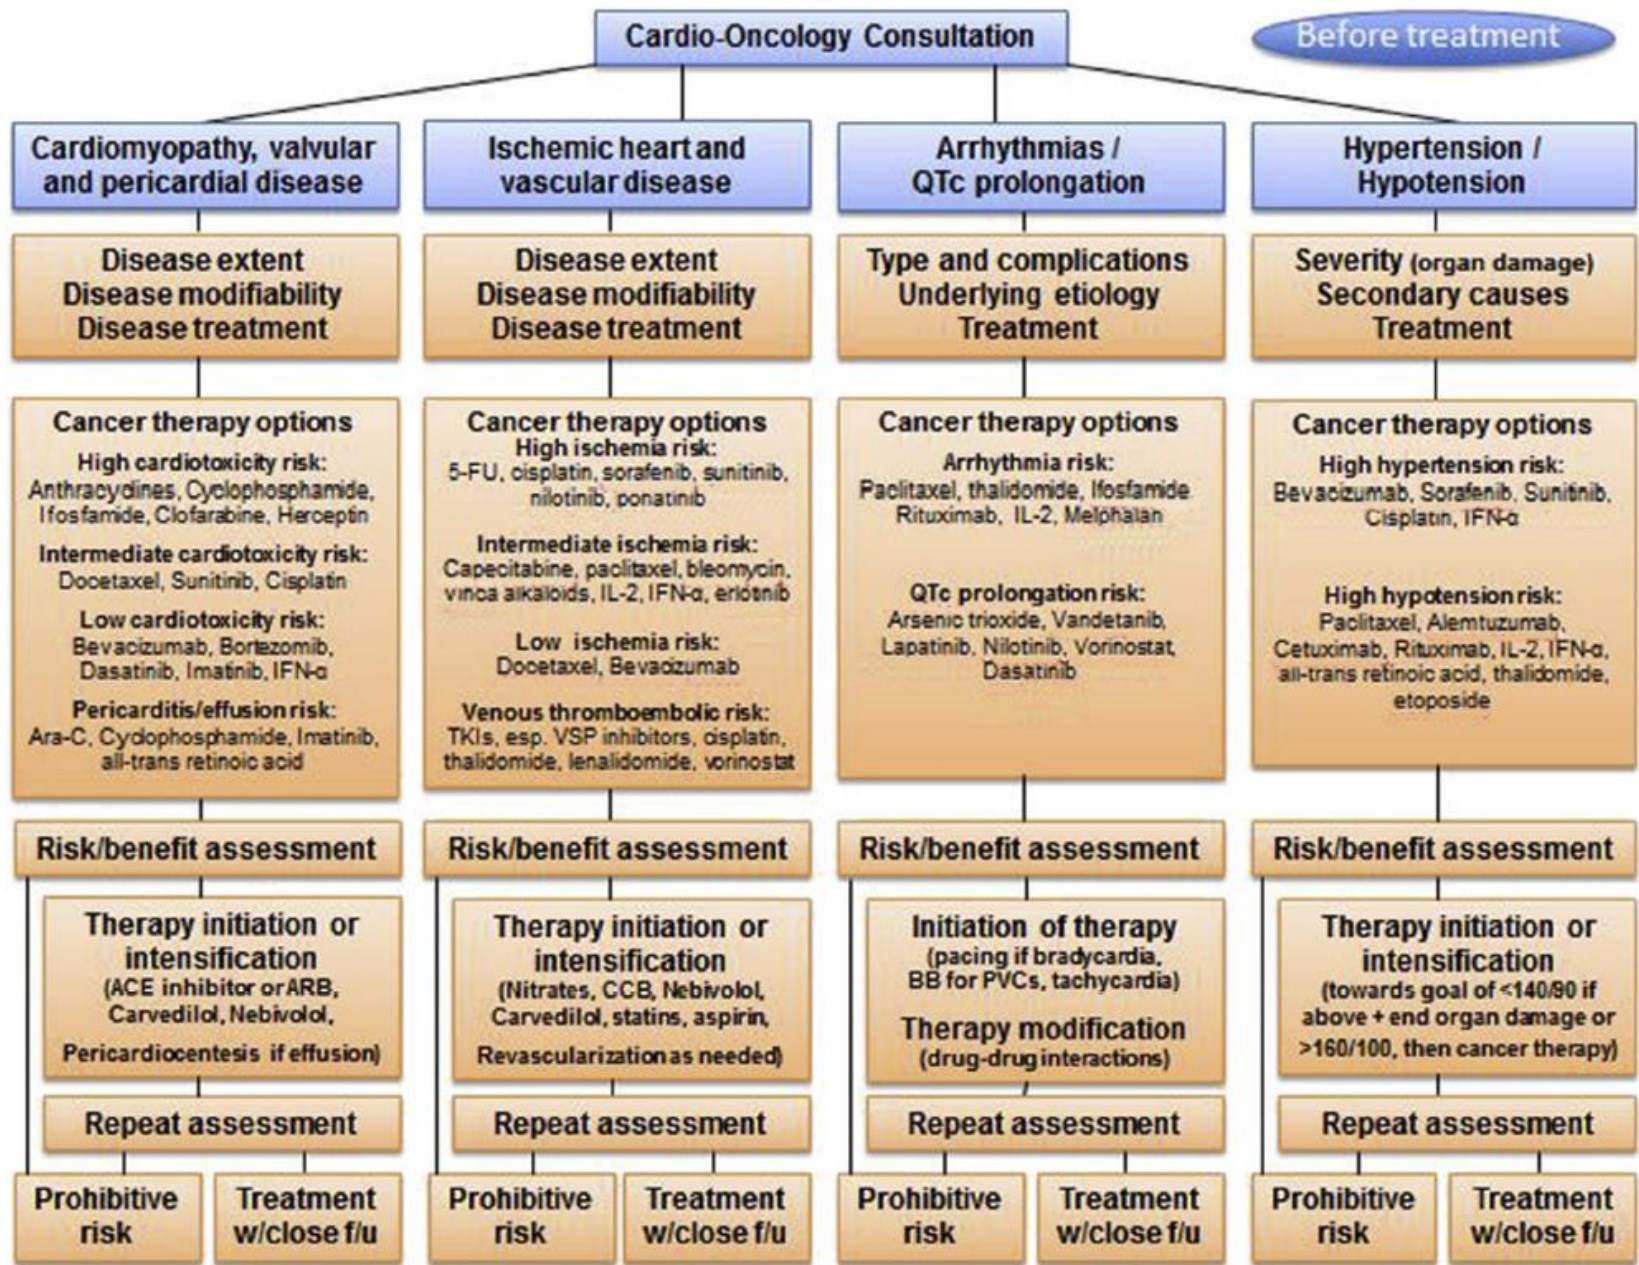 Cardio-Oncology Consultation
Before treatment
Cardiomyopathy, valvular
and pericardial disease
Disease extent
Disease modifiability
Disease treatment
Cancer therapy options
High cardiotoxicity risk:
Anthracyclines, Cyclophosphamide,
Ifosfamide, Clofarabine, Herceptin
Intermediate cardiotoxicity risk:
Docetaxel, Sunitinib, Cisplatin
Low cardiotoxicity risk:
Bevacizumab, Bortezomib,
Dasatinib, Imatinib, IFN-α
Pericarditis/effusion risk:
Ara-C, Cyclophosphamide, Imatinib,
all-trans retinoic acid
Risk/benefit assessment
Therapy initiation or
intensification
(ACE inhibitor or ARB,
Carvedilol, Nebivolol,
Pericardiocentesis if effusion)
Repeat assessment
Prohibitive
risk
Treatment
w/close f/u
Ischemic heart and
vascular disease
Disease extent
Disease modifiability
Disease treatment
Cancer therapy options
High ischemia risk:
5-FU, cisplatin, sorafenib, sunitinib,
nilotinib, ponatinib
Intermediate ischemia risk:
Capecitabine, paclitaxel, bleomycin,
vinca alkaloids, IL-2, IFN-α, erlotinib
Low ischemia risk:
Docetaxel, Bevacizumab
Venous thromboembolic risk:
TKIs, esp. VSP inhibitors, cisplatin,
thalidomide, lenalidomide, vorinostat
Risk/benefit assessment
Therapy initiation or
intensification
(Nitrates, CCB, Nebivolol,
Carvedilol, statins, aspirin,
Revascularization as needed)
Repeat assessment
Prohibitive
risk
Treatment
w/close f/u
Arrhythmias /
QTc prolongation
Type and complications
Underlying etiology
Treatment
Cancer therapy options
Arrhythmia risk:
Paclitaxel, thalidomide, Ifosfamide
Rituximab, IL-2, Melphalan
QTc prolongation risk:
Arsenic trioxide, Vandetanib,
Lapatinib, Nilotinib, Vorinostat,
Dasatinib
Risk/benefit assessment
Initiation of therapy
(pacing if bradycardia,
BB for PVCs, tachycardia)
Therapy modification
(drug-drug interactions)
Repeat assessment
Prohibitive
risk
Treatment
w/close f/u
Hypertension /
Hypotension
Severity (organ damage)
Secondary causes
Treatment
Cancer therapy options
High hypertension risk:
Bevacizumab, Sorafenib, Sunitinib,
Cisplatin, IFN-α
High hypotension risk:
Paclitaxel, Alemtuzumab,
Cetuximab, Rituximab, IL-2, IFN-α,
all-trans retinoic acid, thalidomide,
etoposide
Risk/benefit assessment
Therapy initiation or
intensification
(towards goal of <140/90 if
above + end organ damage or
>160/100, then cancer therapy)
Repeat assessment
Prohibitive
risk
Treatment
w/close f/u